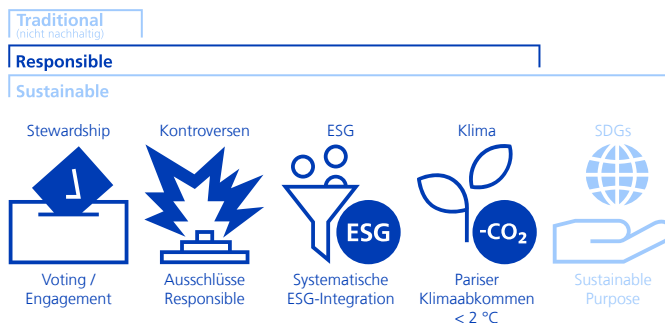 Traditional
(nicht nachhaltig)
Responsible
Sustainable
Stewardship
Kontroversen
ESG
Klima
SDGs
ESG
-CO₂
Voting /
Engagement
Ausschlüsse
Responsible
Systematische
ESG-Integration
Pariser
Klimaabkommen
< 2 °C
Sustainable
Purpose